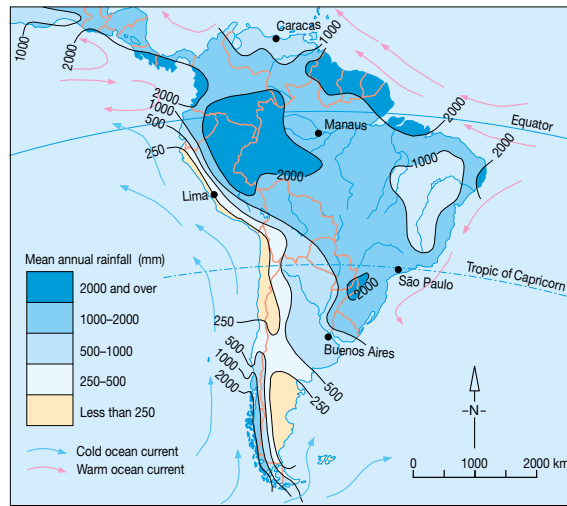 Caracas
1000
1000
2000
2000
1000
500
250
2000
Equator
Manaus
2000
1000
2000
Lima
Mean annual rainfall (mm)
2000 and over
1000–2000
500–1000
250–500
Less than 250
Tropic of Capricorn
2000
São Paulo
250
Buenos Aires
500
1000
2000
500
250
–N–
Cold ocean current
Warm ocean current
0 1000 2000 km